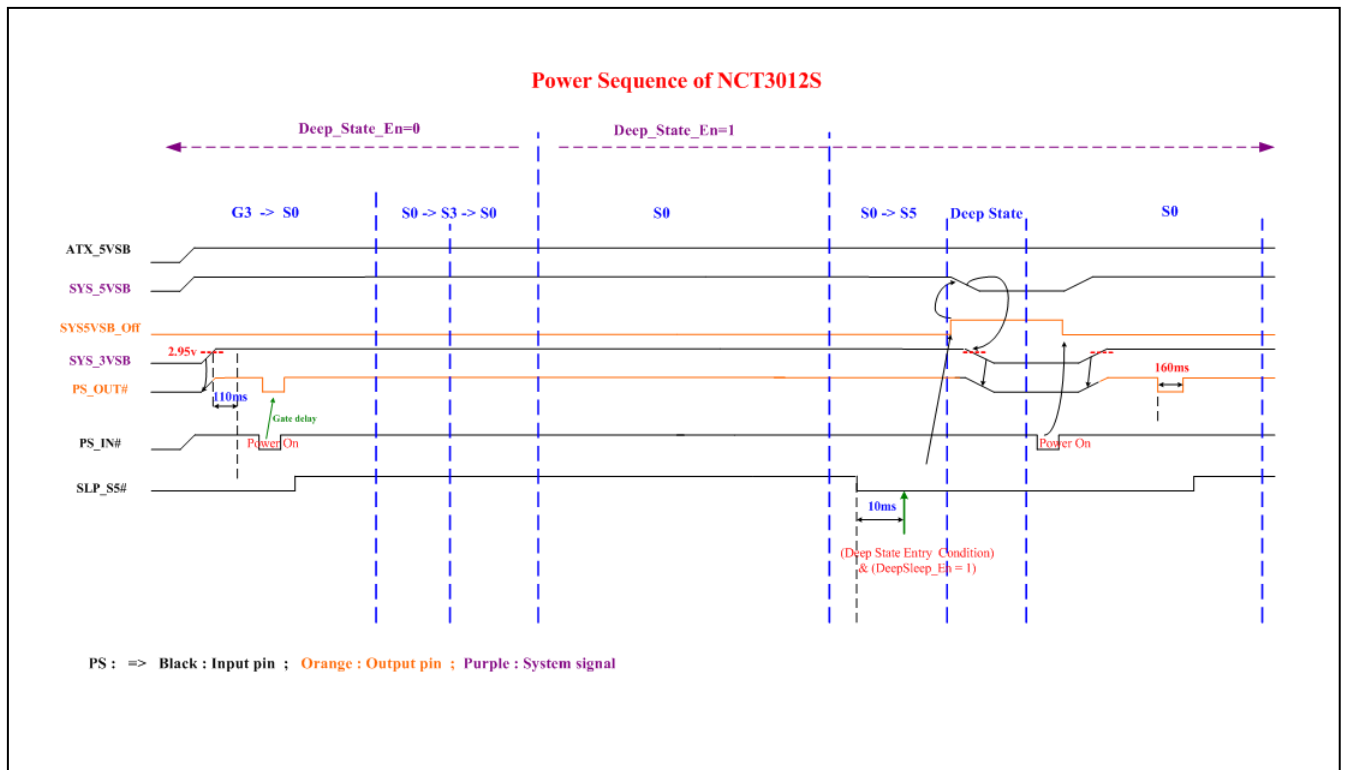 Power Sequence of NCT3012S
Deep_State_En=0
Deep_State_En=1
G3 -> S0
S0 -> S3 -> S0
S0
S0 -> S5
Deep State
S0
ATX_5VSB
SYS_5VSB
SYS5VSB_Off
2.95v
SYS_3VSB
PS_OUT#
160ms
110ms
Gate delay
PS_IN#
Power On
Power On
SLP_S5#
10ms
(Deep State Entry Condition)
& (DeepSleep_En = 1)
PS : => Black : Input pin ; Orange : Output pin ; Purple : System signal